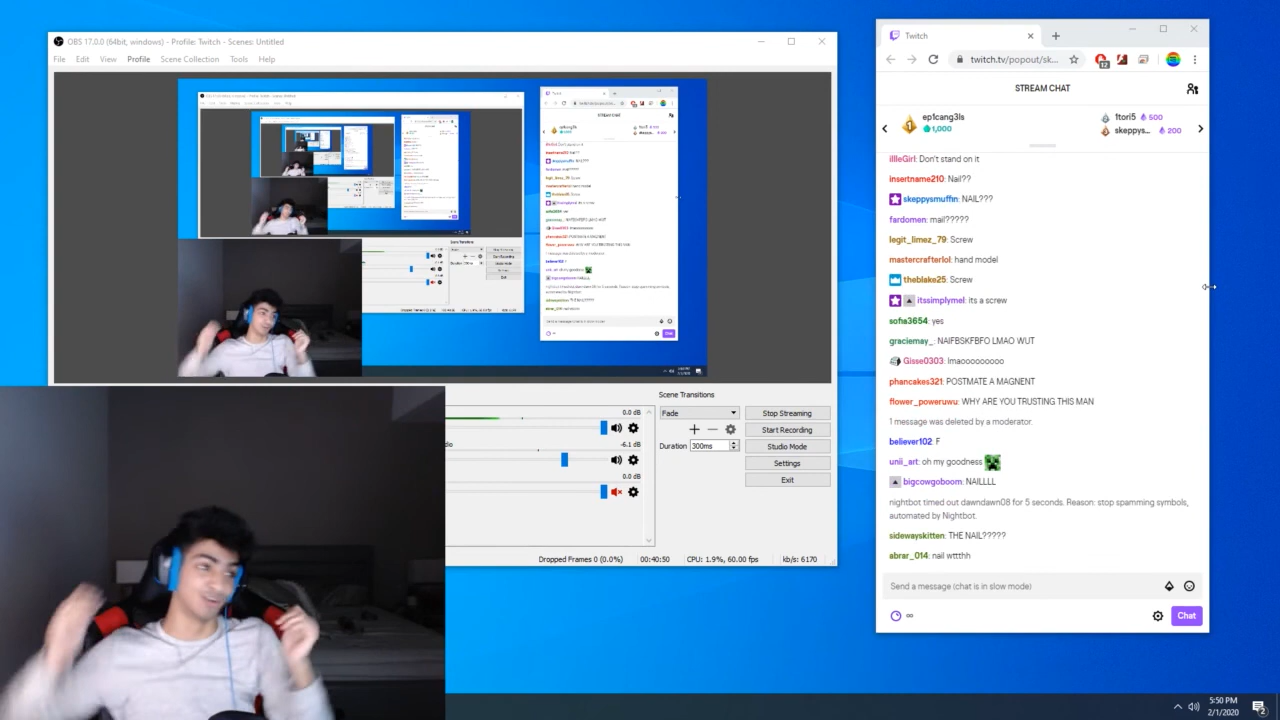 OBS 17.0.0 (64bit, windows) - Profile: Twitch - Scenes: Untitled
File Edit View Profile Scene Collection Tools Help
0.0 dB
-6.1 dB
0.0 dB
Scene Transitions
Fade
Duration 300ms
Stop Streaming
Start Recording
Studio Mode
Settings
Exit
Dropped Frames 0 (0.0%) 00:40:50 CPU: 1.9%, 60.00 fps kb/s: 6170
Twitch
twitch.tv/popout/sk...
12
STREAM CHAT
ep1cang3ls
1,000
ltori5 500
skeppys... 200
illleGirl: Don't stand on it
insertname210: Nail??
skeppysmuffin: NAIL???
fardomen: mail?????
legit_limez_79: Screw
mastercrafterlol: hand model
theblake25: Screw
itssimplymel: its a screw
sofia3654: yes
graciemay_: NAIFBSKFBFO LMAO WUT
Gisse0303: lmaooooooooo
phancakes321: POSTMATE A MAGNENT
flower_poweruwu: WHY ARE YOU TRUSTING THIS MAN
1 message was deleted by a moderator.
believer102: F
unii_art: oh my goodness
bigcowgoboom: NAILLLL
nightbot timed out dawndawn08 for 5 seconds. Reason: stop spamming symbols,
automated by Nightbot.
sidewayskitten: THE NAIL?????
abrar_014: nail wttthh
Send a message (chat is in slow mode)
∞
Chat
5:50 PM
2/1/2020
2